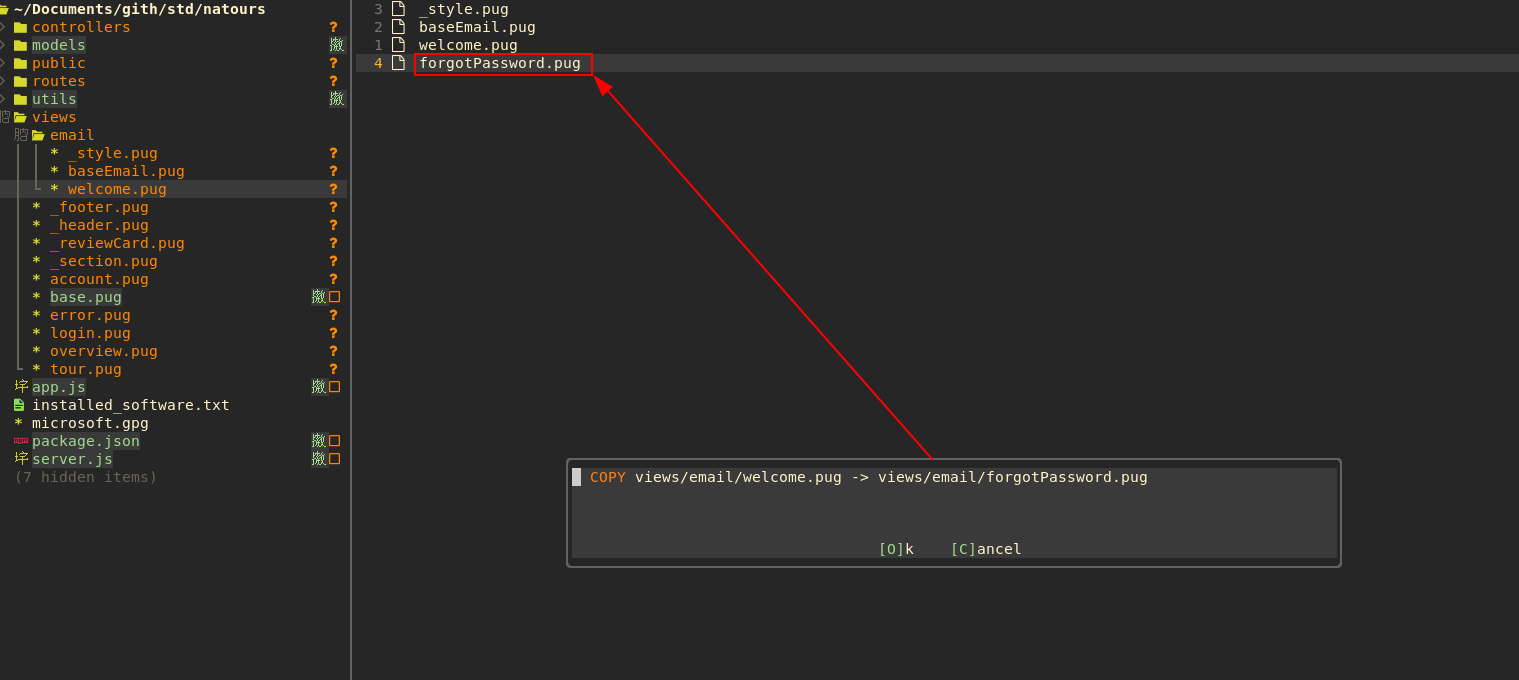 ~/Documents/gith/std/natours
controllers ?
models
public ?
routes ?
utils
views
email
* _style.pug ?
* baseEmail.pug ?
* welcome.pug ?
* _footer.pug ?
* _header.pug ?
* _reviewCard.pug ?
* _section.pug ?
* account.pug ?
* base.pug
* error.pug ?
* login.pug ?
* overview.pug ?
* tour.pug ?
app.js
installed_software.txt
* microsoft.gpg
package.json
server.js
(7 hidden items)
3 _style.pug
2 baseEmail.pug
1 welcome.pug
4 forgotPassword.pug
COPY views/email/welcome.pug -> views/email/forgotPassword.pug
[O]k [C]ancel